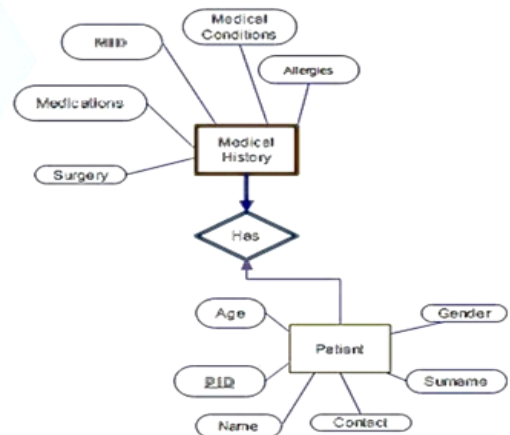 Medical
Conditions
MHID
Allergies
Medications
Medical
History
Surgery
Has
Age
Gender
Patient
PID
Surname
Name
Contact